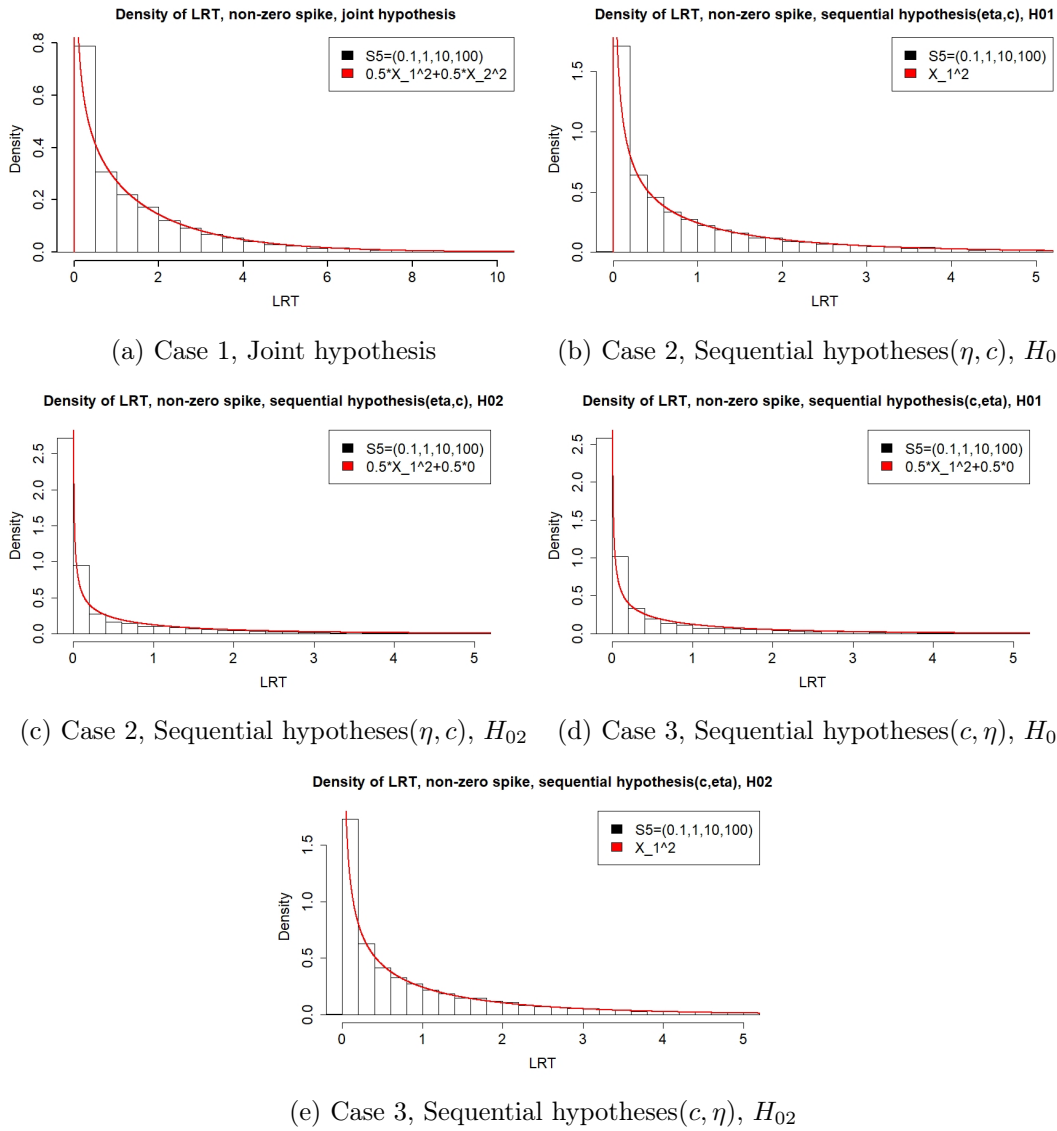 Density of LRT, non-zero spike, joint hypothesis
S5=(0.1,1,10,100)
0.5*X_1^2+0.5*X_2^2
Density
0.0 0.2 0.4 0.6 0.8
0 2 4 6 8 10
LRT
(a) Case 1, Joint hypothesis
Density of LRT, non-zero spike, sequential hypothesis(eta,c), H01
S5=(0.1,1,10,100)
X_1^2
Density
0.0 0.5 1.0 1.5
0 1 2 3 4 5
LRT
(b) Case 2, Sequential hypotheses(η, c), H0
Density of LRT, non-zero spike, sequential hypothesis(eta,c), H02
S5=(0.1,1,10,100)
0.5*X_1^2+0.5*0
Density
0.0 0.5 1.0 1.5 2.0 2.5
0 1 2 3 4 5
LRT
(c) Case 2, Sequential hypotheses(η, c), H02
Density of LRT, non-zero spike, sequential hypothesis(c,eta), H01
S5=(0.1,1,10,100)
0.5*X_1^2+0.5*0
Density
0.0 0.5 1.0 1.5 2.0 2.5
0 1 2 3 4 5
LRT
(d) Case 3, Sequential hypotheses(c, η), H0
Density of LRT, non-zero spike, sequential hypothesis(c,eta), H02
S5=(0.1,1,10,100)
X_1^2
Density
0.0 0.5 1.0 1.5
0 1 2 3 4 5
LRT
(e) Case 3, Sequential hypotheses(c, η), H02